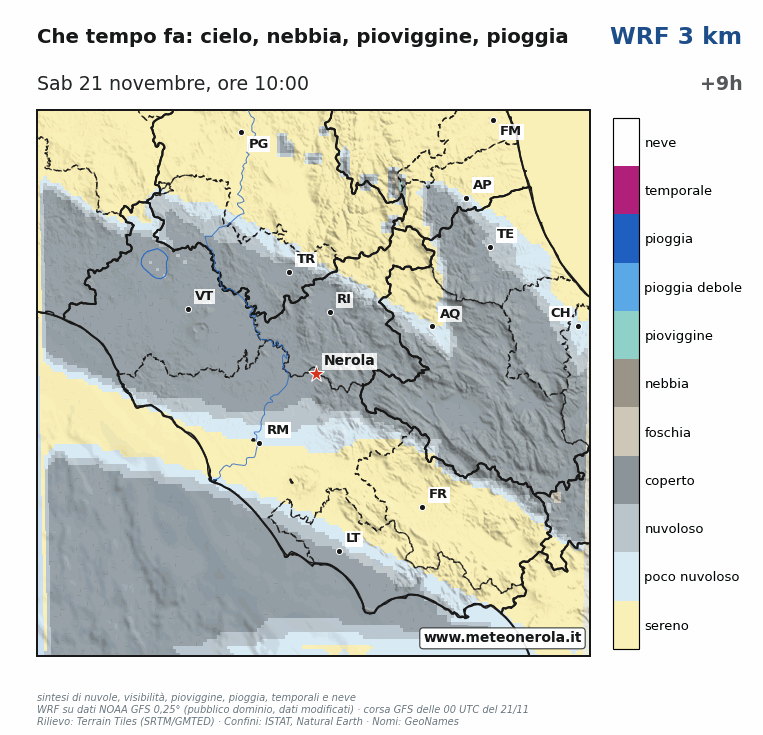 Che tempo fa: cielo, nebbia, pioviggine, pioggia
WRF 3 km
Sab 21 novembre, ore 10:00
+9h
PG
FM
AP
TE
TR
VT
RI
AQ
CH
Nerola
RM
FR
LT
www.meteonerola.it
neve
temporale
pioggia
pioggia debole
pioviggine
nebbia
foschia
coperto
nuvoloso
poco nuvoloso
sereno
sintesi di nuvole, visibilità, pioviggine, pioggia, temporali e neve
WRF su dati NOAA GFS 0,25° (pubblico dominio, dati modificati) · corsa GFS delle 00 UTC del 21/11
Rilievo: Terrain Tiles (SRTM/GMTED) · Confini: ISTAT, Natural Earth · Nomi: GeoNames